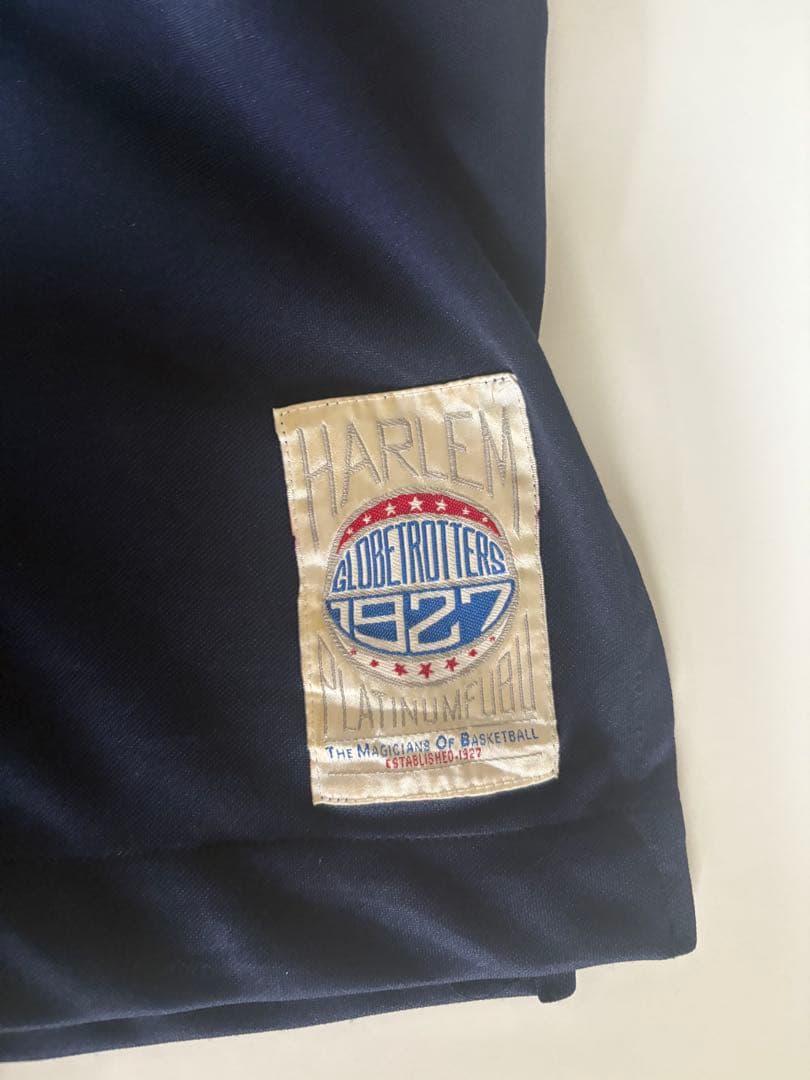 HARLEM
GLOBETROTTERS
1927
PLATINUMFUBU
THE MAGICIANS OF BASKETBALL
ESTABLISHED·1927